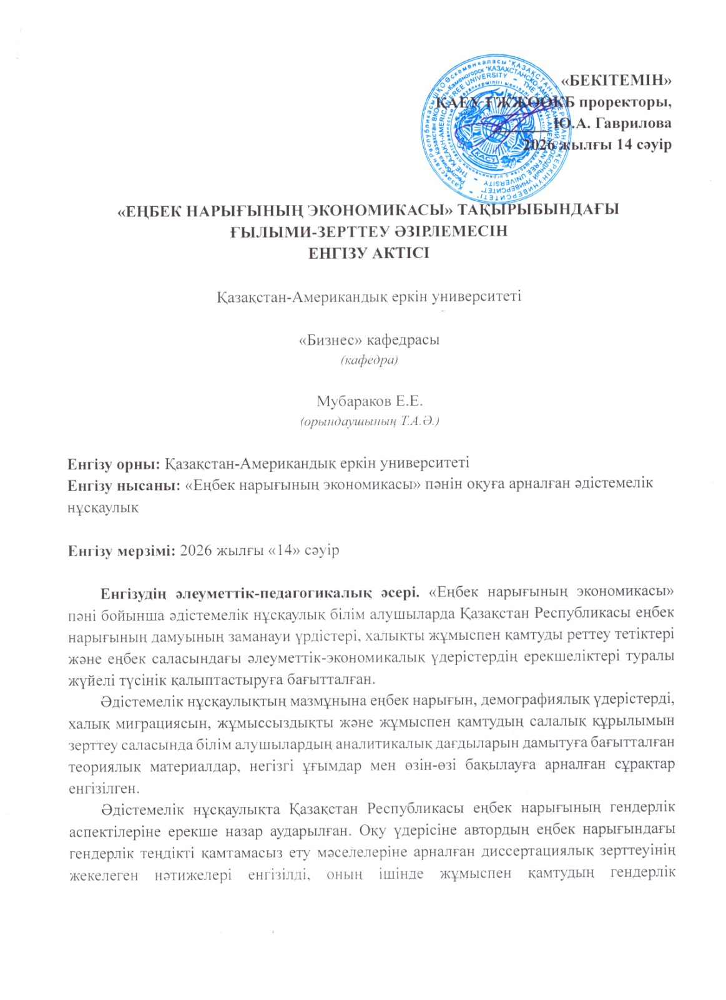 «БЕКІТЕМІН»
ҚАЕУ ҒЖЖООКБ проректоры,
Ю.А. Гаврилова
2026 жылғы 14 сәуір
«ЕҢБЕК НАРЫҒЫНЫҢ ЭКОНОМИКАСЫ» ТАҚЫРЫБЫНДАҒЫ
ҒЫЛЫМИ-ЗЕРТТЕУ ӘЗІРЛЕМЕСІН
ЕНГІЗУ АКТІСІ
Қазақстан-Американдық еркін университеті
«Бизнес» кафедрасы
(кафедра)
Мубараков Е.Е.
(орындаушының Т.А.Ә.)
Енгізу орны: Қазақстан-Американдық еркін университеті
Енгізу нысаны: «Еңбек нарығының экономикасы» пәнін оқуға арналған әдістемелік
нұсқаулық
Енгізу мерзімі: 2026 жылғы «14» сәуір
Енгізудің әлеуметтік-педагогикалық әсері. «Еңбек нарығының экономикасы»
пәні бойынша әдістемелік нұсқаулық білім алушыларда Қазақстан Республикасы еңбек
нарығының дамуының заманауи үрдістері, халықты жұмыспен қамтуды реттеу тетіктері
және еңбек саласындағы әлеуметтік-экономикалық үдерістердің ерекшеліктері туралы
жүйелі түсінік қалыптастыруға бағытталған.
Әдістемелік нұсқаулықтың мазмұнына еңбек нарығын, демографиялық үдерістерді,
халық миграциясын, жұмыссыздықты және жұмыспен қамтудың салалық құрылымын
зерттеу саласында білім алушылардың аналитикалық дағдыларын дамытуға бағытталған
теориялық материалдар, негізгі ұғымдар мен өзін-өзі бақылауға арналған сұрақтар
енгізілген.
Әдістемелік нұсқаулықта Қазақстан Республикасы еңбек нарығының гендерлік
аспектілеріне ерекше назар аударылған. Оқу үдерісіне автордың еңбек нарығындағы
гендерлік теңдікті қамтамасыз ету мәселелеріне арналған диссертациялық зерттеуінің
жекелеген нәтижелері енгізілді, оның ішінде жұмыспен қамтудың гендерлік